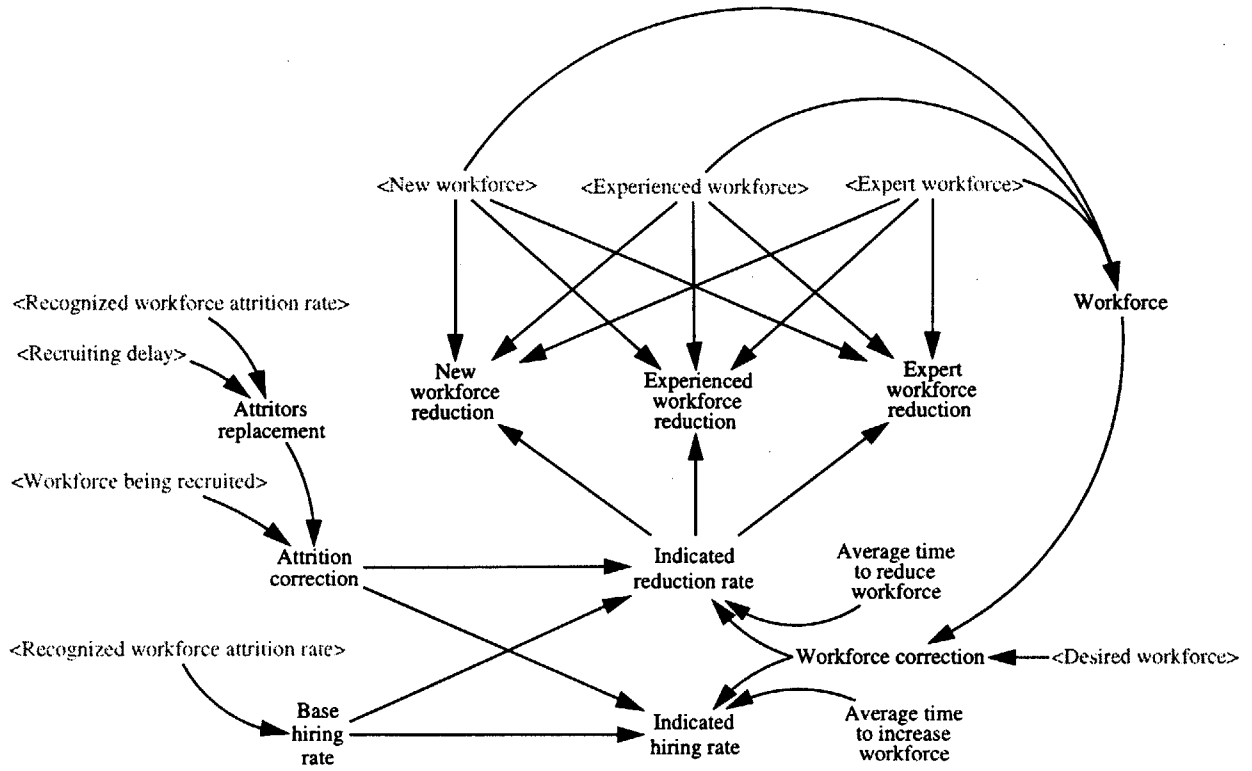 <New workforce>
<Experienced workforce>
<Expert workforce>
<Recognized workforce attrition rate>
Workforce
<Recruiting delay>
New
workforce
reduction
Experienced
workforce
reduction
Expert
workforce
reduction
Attritors
replacement
<Workforce being recruited>
Attrition
correction
Indicated
reduction rate
Average time
to reduce
workforce
<Recognized workforce attrition rate>
Workforce correction
<Desired workforce>
Base
hiring
rate
Indicated
hiring rate
Average time
to increase
workforce